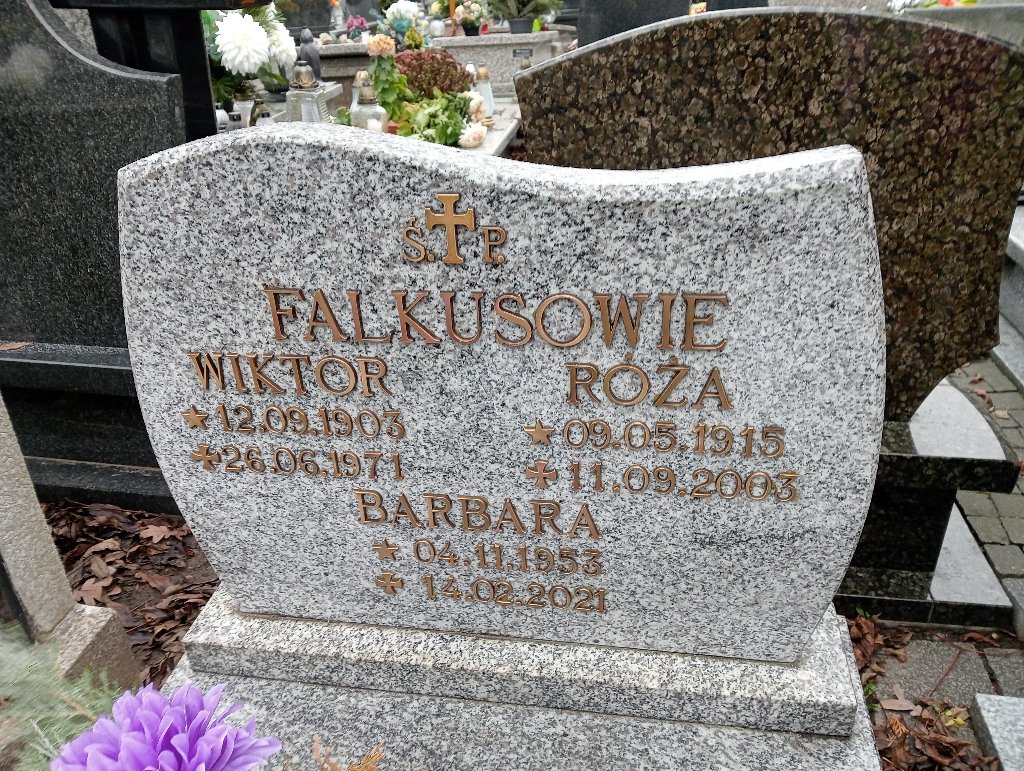 Ś. P.
FALKUSOWIE
WIKTOR RÓŻA
12.09.1903 09.05.1915
26.06.1971 11.09.2003
BARBARA
04.11.1953
14.02.2021